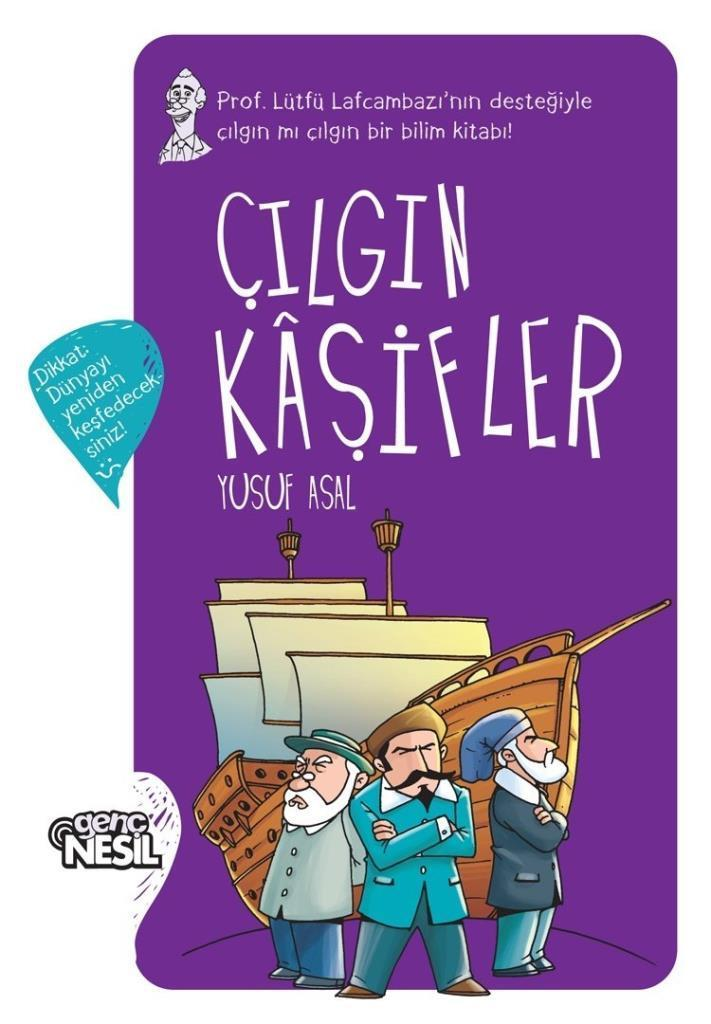 Prof. Lütfü Lafcambazı'nın desteğiyle
çılgın mı çılgın bir bilim kitabı!
ÇILGIN
KÂŞİFLER
YUSUF ASAL
Dikkat:
Dünyayı
yeniden
keşfedecek-
siniz!
genç
NESİL